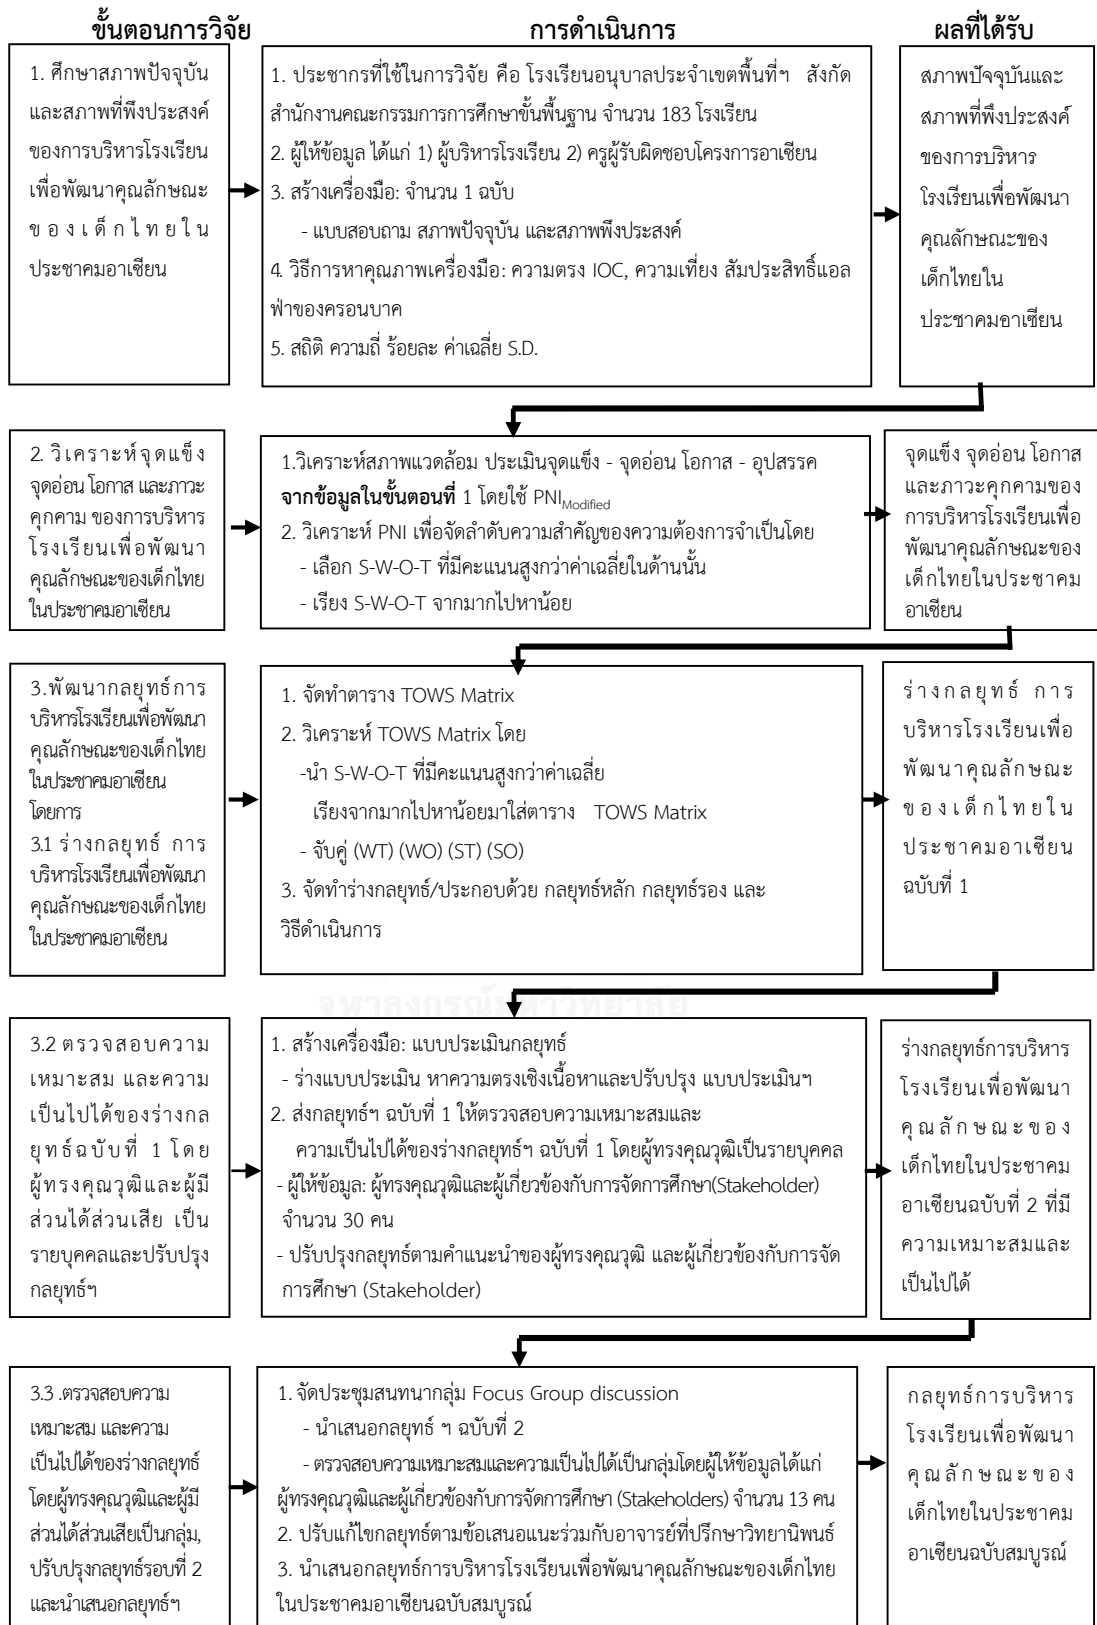 ขั้นตอนการวิจัย
การดำเนินการ
ผลที่ได้รับ
1. ศึกษาสภาพปัจจุบัน
และสภาพที่พึงประสงค์
ของการบริหารโรงเรียน
เพื่อพัฒนาคุณลักษณะ
ของเด็กไทยใน
ประชาคมอาเซียน
1. ประชากรที่ใช้ในการวิจัย คือ โรงเรียนอนุบาลประจำเขตพื้นที่ฯ สังกัด
สำนักงานคณะกรรมการการศึกษาขั้นพื้นฐาน จำนวน 183 โรงเรียน
2. ผู้ให้ข้อมูล ได้แก่ 1) ผู้บริหารโรงเรียน 2) ครูผู้รับผิดชอบโครงการอาเซียน
3. สร้างเครื่องมือ: จำนวน 1 ฉบับ
- แบบสอบถาม สภาพปัจจุบัน และสภาพพึงประสงค์
4. วิธีการหาคุณภาพเครื่องมือ: ความตรง IOC, ความเที่ยง สัมประสิทธิ์แอล
ฟ่าของครอนบาค
5. สถิติ ความถี่ ร้อยละ ค่าเฉลี่ย S.D.
สภาพปัจจุบันและ
สภาพที่พึงประสงค์
ของการบริหาร
โรงเรียนเพื่อพัฒนา
คุณลักษณะของ
เด็กไทยใน
ประชาคมอาเซียน
2. วิเคราะห์จุดแข็ง
จุดอ่อน โอกาส และภาวะ
คุกคาม ของการบริหาร
โรงเรียนเพื่อพัฒนา
คุณลักษณะของเด็กไทย
ในประชาคมอาเซียน
1.วิเคราะห์สภาพแวดล้อม ประเมินจุดแข็ง - จุดอ่อน โอกาส - อุปสรรค
จากข้อมูลในขั้นตอนที่ 1 โดยใช้ PNIModified
2. วิเคราะห์ PNI เพื่อจัดลำดับความสำคัญของความต้องการจำเป็นโดย
- เลือก S-W-O-T ที่มีคะแนนสูงกว่าค่าเฉลี่ยในด้านนั้น
- เรียง S-W-O-T จากมากไปหาน้อย
จุดแข็ง จุดอ่อน โอกาส
และภาวะคุกคามของ
การบริหารโรงเรียนเพื่อ
พัฒนาคุณลักษณะของ
เด็กไทยในประชาคม
อาเซียน
3.พัฒนากลยุทธ์การ
บริหารโรงเรียนเพื่อพัฒนา
คุณลักษณะของเด็กไทย
ในประชาคมอาเซียน
โดยการ
3.1 ร่างกลยุทธ์ การ
บริหารโรงเรียนเพื่อพัฒนา
คุณลักษณะของเด็กไทย
ในประชาคมอาเซียน
1. จัดทำตาราง TOWS Matrix
2. วิเคราะห์ TOWS Matrix โดย
-นำ S-W-O-T ที่มีคะแนนสูงกว่าค่าเฉลี่ย
เรียงจากมากไปหาน้อยมาใส่ตาราง TOWS Matrix
- จับคู่ (WT) (WO) (ST) (SO)
3. จัดทำร่างกลยุทธ์/ประกอบด้วย กลยุทธ์หลัก กลยุทธ์รอง และ
วิธีดำเนินการ
ร่างกลยุทธ์ การ
บริหารโรงเรียนเพื่อ
พัฒนาคุณลักษณะ
ของเด็กไทยใน
ประชาคมอาเซียน
ฉบับที่ 1
จุฬาลงกรณ์มหาวิทยาลัย
3.2 ตรวจสอบความ
เหมาะสม และความ
เป็นไปได้ของร่างกล
ยุทธ์ฉบับที่ 1 โดย
ผู้ทรงคุณวุฒิและผู้มี
ส่วนได้ส่วนเสีย เป็น
รายบุคคลและปรับปรุง
กลยุทธ์ฯ
1. สร้างเครื่องมือ: แบบประเมินกลยุทธ์
- ร่างแบบประเมิน หาความตรงเชิงเนื้อหาและปรับปรุง แบบประเมินฯ
2. ส่งกลยุทธ์ฯ ฉบับที่ 1 ให้ตรวจสอบความเหมาะสมและ
ความเป็นไปได้ของร่างกลยุทธ์ฯ ฉบับที่ 1 โดยผู้ทรงคุณวุฒิเป็นรายบุคคล
- ผู้ให้ข้อมูล: ผู้ทรงคุณวุฒิและผู้เกี่ยวข้องกับการจัดการศึกษา(Stakeholder)
จำนวน 30 คน
- ปรับปรุงกลยุทธ์ตามคำแนะนำของผู้ทรงคุณวุฒิ และผู้เกี่ยวข้องกับการจัด
การศึกษา (Stakeholder)
ร่างกลยุทธ์การบริหาร
โรงเรียนเพื่อพัฒนา
คุณลักษณะของ
เด็กไทยในประชาคม
อาเซียนฉบับที่ 2 ที่มี
ความเหมาะสมและ
เป็นไปได้
3.3 .ตรวจสอบความ
เหมาะสม และความ
เป็นไปได้ของร่างกลยุทธ์
โดยผู้ทรงคุณวุฒิและผู้มี
ส่วนได้ส่วนเสียเป็นกลุ่ม,
ปรับปรุงกลยุทธ์รอบที่ 2
และนำเสนอกลยุทธ์ฯ
1. จัดประชุมสนทนากลุ่ม Focus Group discussion
- นำเสนอกลยุทธ์ ฯ ฉบับที่ 2
- ตรวจสอบความเหมาะสมและความเป็นไปได้เป็นกลุ่มโดยผู้ให้ข้อมูลได้แก่
ผู้ทรงคุณวุฒิและผู้เกี่ยวข้องกับการจัดการศึกษา (Stakeholders) จำนวน 13 คน
2. ปรับแก้ไขกลยุทธ์ตามข้อเสนอแนะร่วมกับอาจารย์ที่ปรึกษาวิทยานิพนธ์
3. นำเสนอกลยุทธ์การบริหารโรงเรียนเพื่อพัฒนาคุณลักษณะของเด็กไทย
ในประชาคมอาเซียนฉบับสมบูรณ์
กลยุทธ์การบริหาร
โรงเรียนเพื่อพัฒนา
คุณลักษณะของ
เด็กไทยในประชาคม
อาเซียนฉบับสมบูรณ์